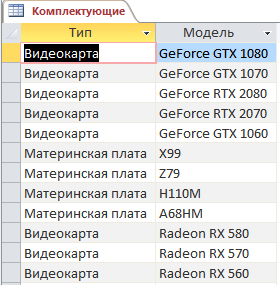 Комплектующие
Тип Модель
Видеокарта GeForce GTX 1080
Видеокарта GeForce GTX 1070
Видеокарта GeForce RTX 2080
Видеокарта GeForce RTX 2070
Видеокарта GeForce GTX 1060
Материнская плата X99
Материнская плата Z79
Материнская плата H110M
Материнская плата A68HM
Видеокарта Radeon RX 580
Видеокарта Radeon RX 570
Видеокарта Radeon RX 560